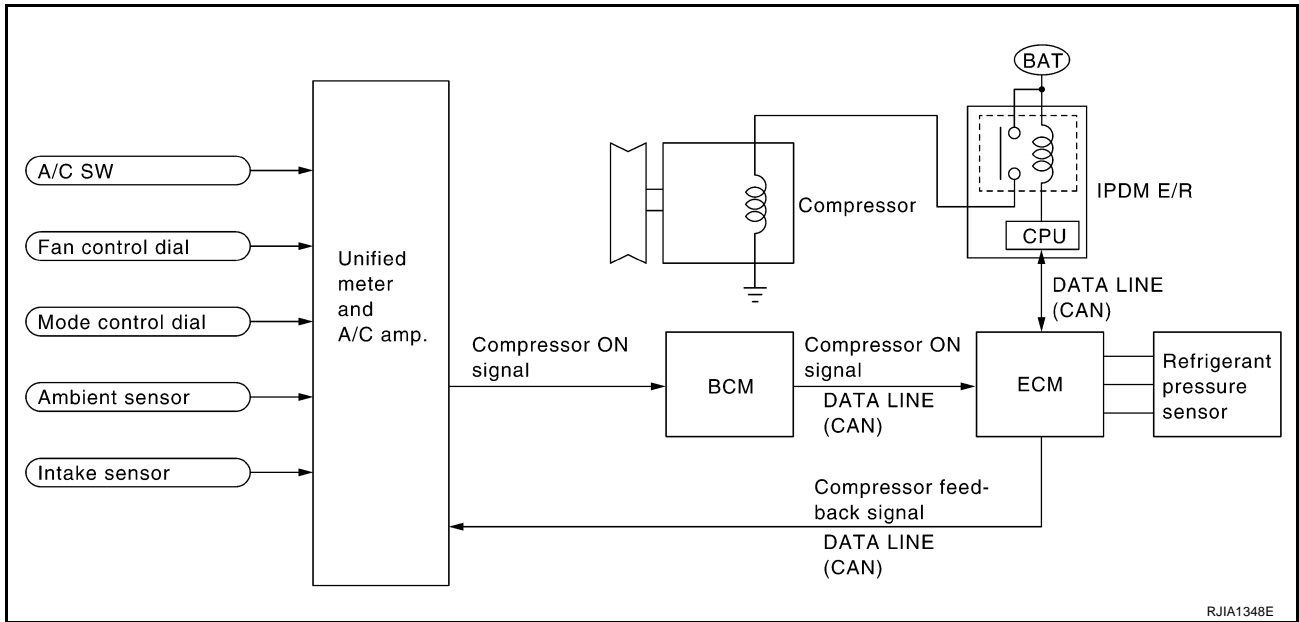 BAT
A/C SW
Fan control dial
Mode control dial
Ambient sensor
Intake sensor
Unified
meter
and
A/C amp.
Compressor
IPDM E/R
CPU
DATA LINE
(CAN)
Compressor ON
signal
BCM
Compressor ON
signal
DATA LINE
(CAN)
ECM
Refrigerant
pressure
sensor
Compressor feed-
back signal
DATA LINE
(CAN)
RJIA1348E